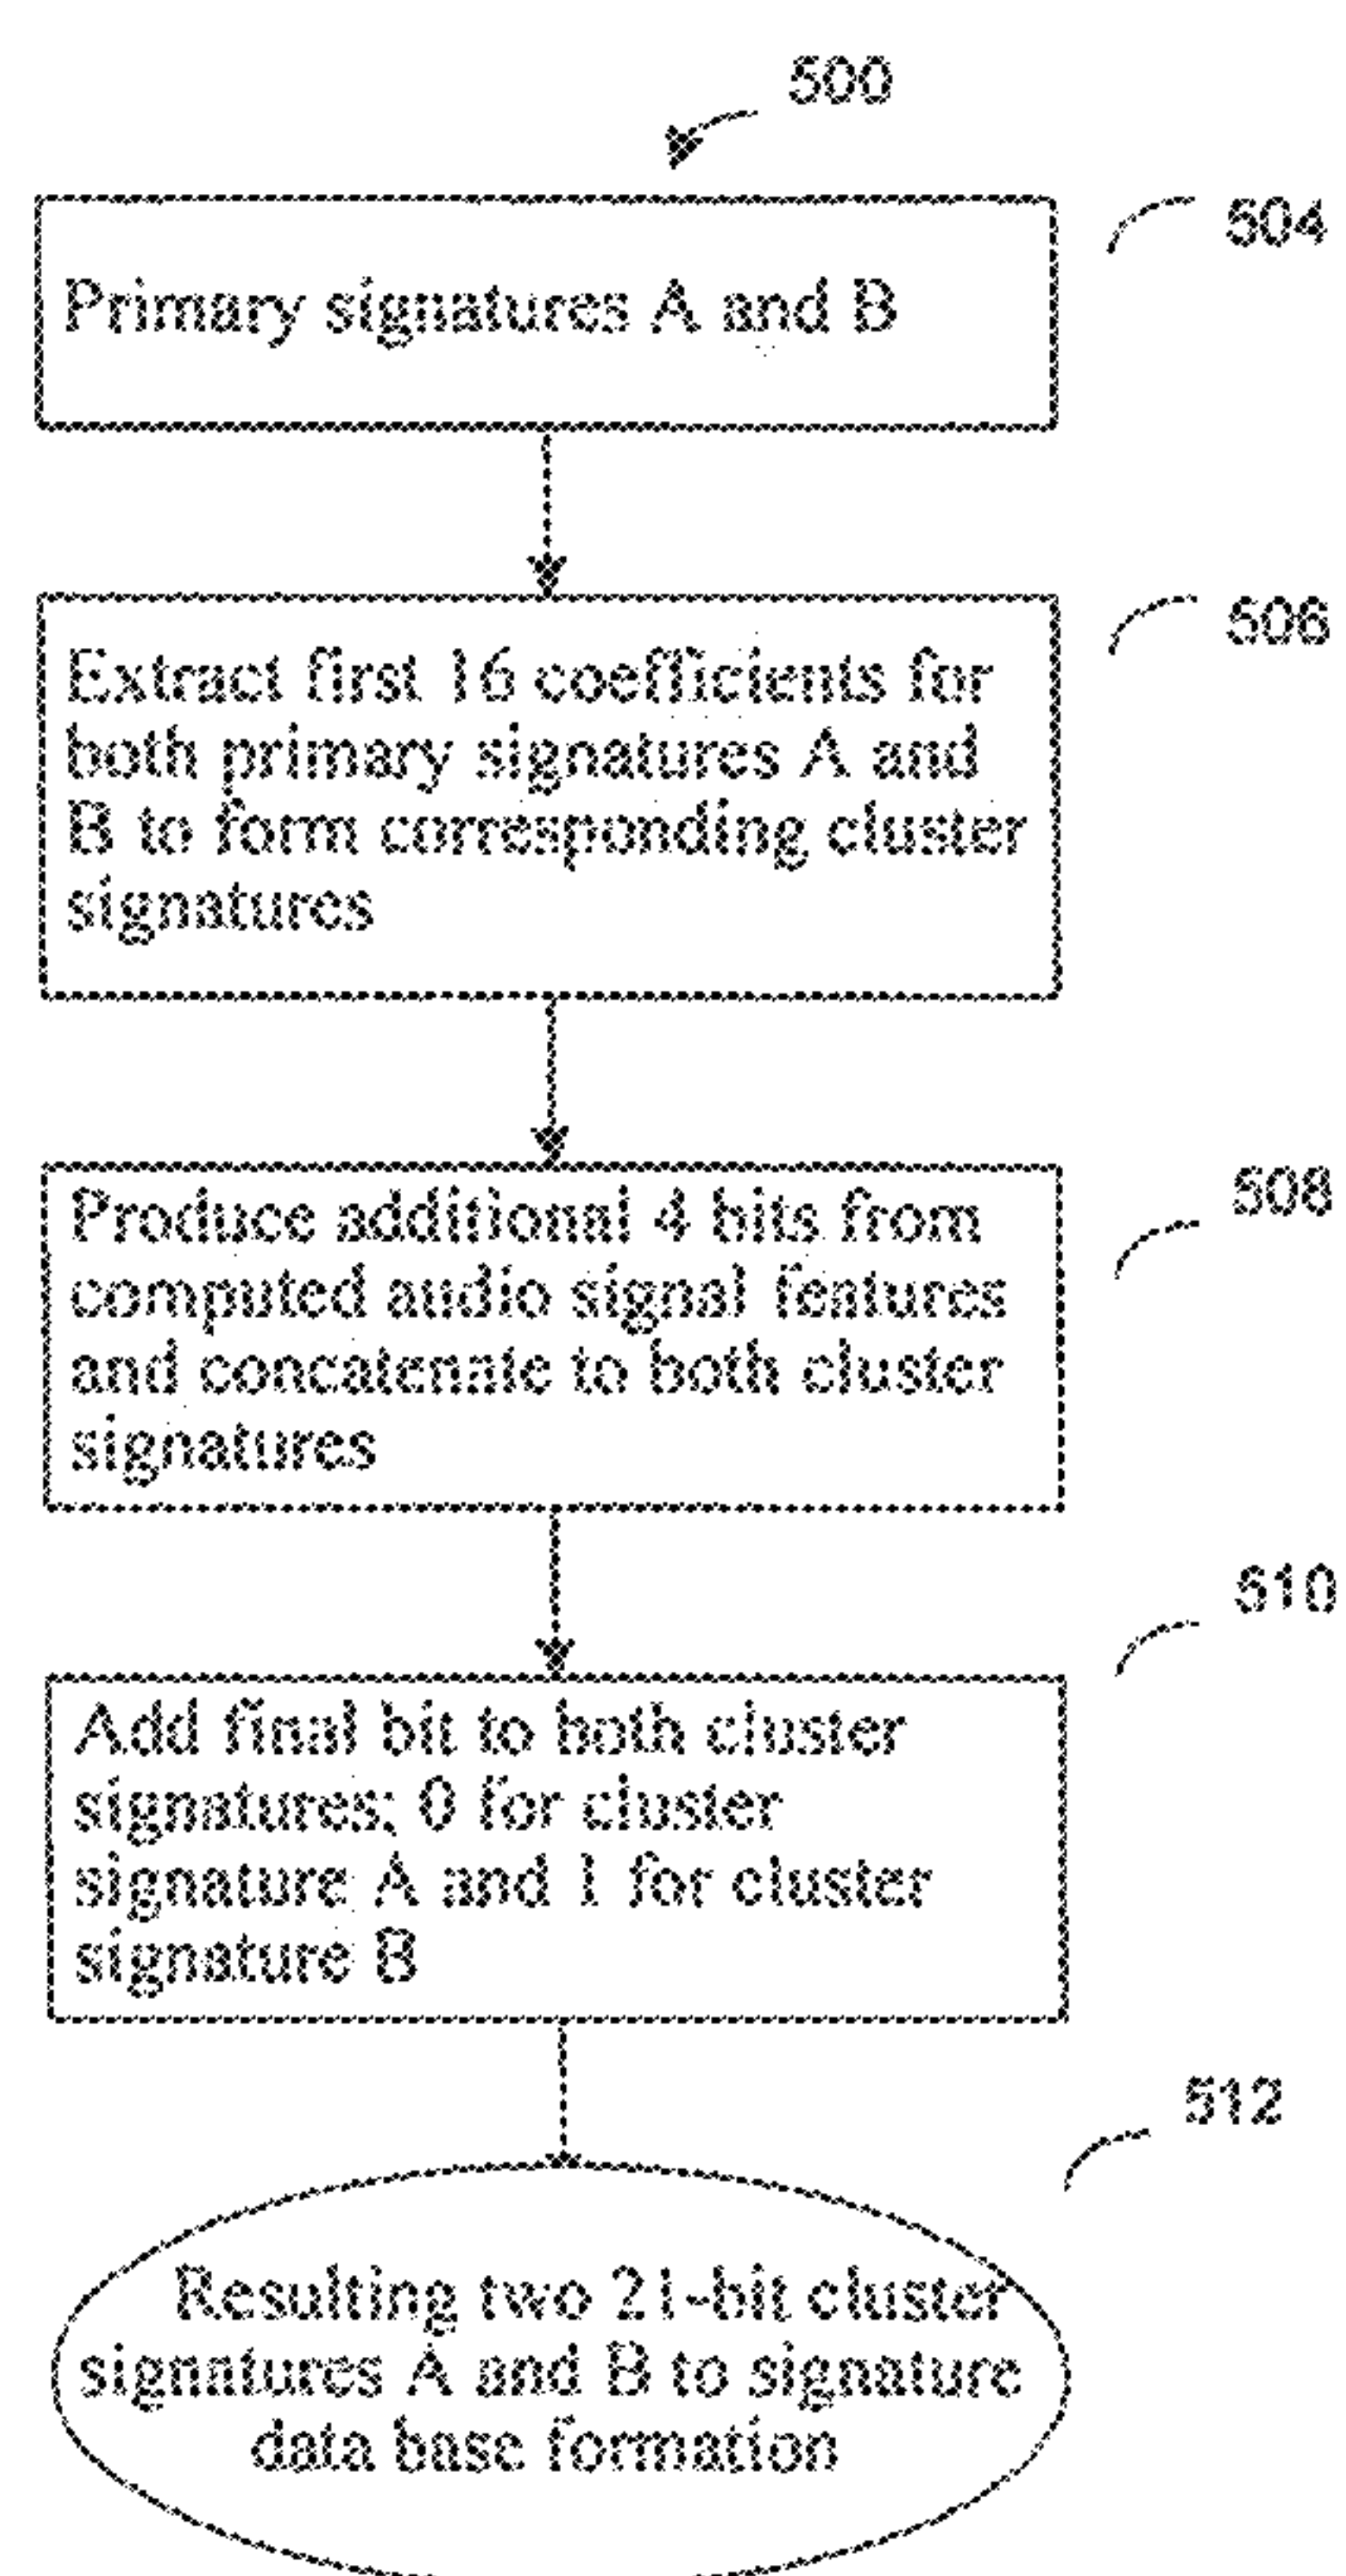 500
504
Primary signatures A and B
506
Extract first 16 coefficients for
both primary signatures A and
B to form corresponding cluster
signatures
508
Produce additional 4 bits from
computed audio signal features
and concatenate to both cluster
signatures
510
Add final bit to both cluster
signatures; 0 for cluster
signature A and 1 for cluster
signature B
512
Resulting two 21-bit cluster
signatures A and B to signature
data base formation